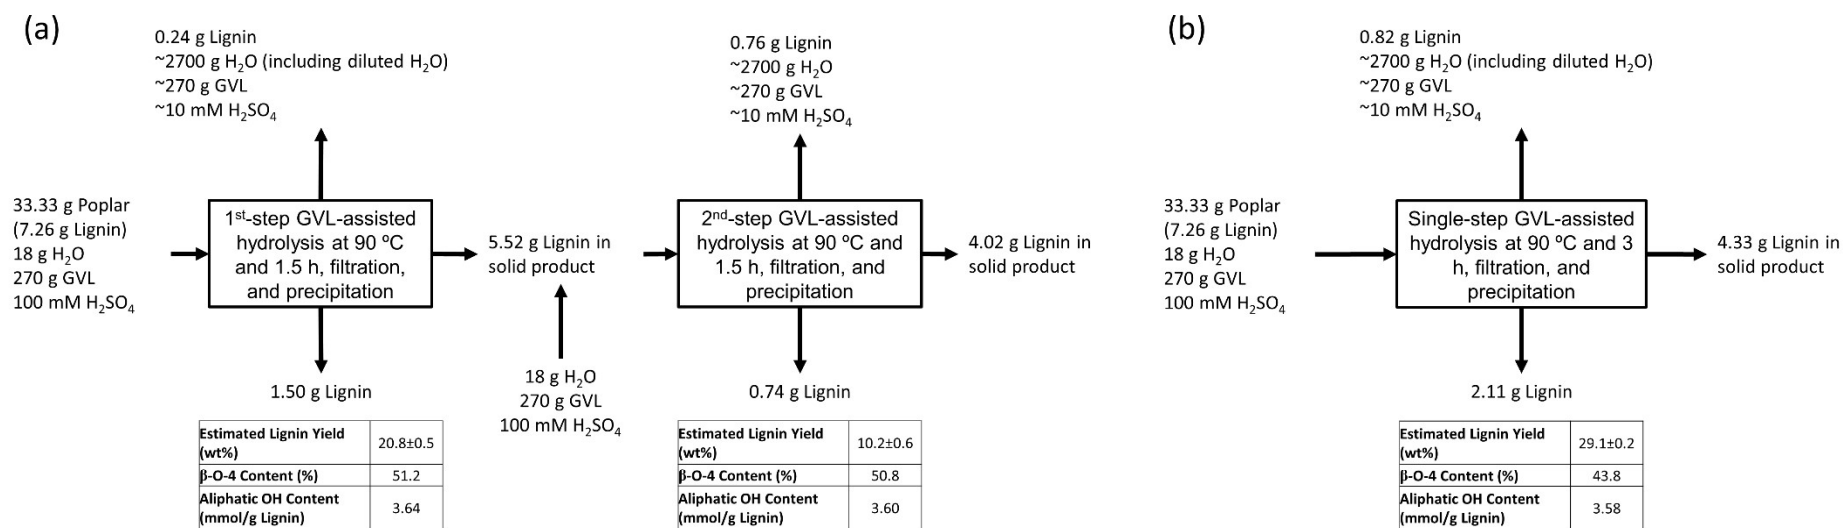 (a)
0.24 g Lignin
~2700 g H₂O (including diluted H₂O)
~270 g GVL
~10 mM H₂SO₄
33.33 g Poplar
(7.26 g Lignin)
18 g H₂O
270 g GVL
100 mM H₂SO₄
1ˢᵗ-step GVL-assisted
hydrolysis at 90 ºC
and 1.5 h, filtration,
and precipitation
1.50 g Lignin
Estimated Lignin Yield
(wt%)
20.8±0.5
β-O-4 Content (%)
51.2
Aliphatic OH Content
(mmol/g Lignin)
3.64
5.52 g Lignin in
solid product
18 g H₂O
270 g GVL
100 mM H₂SO₄
0.76 g Lignin
~2700 g H₂O
~270 g GVL
~10 mM H₂SO₄
2ⁿᵈ-step GVL-assisted
hydrolysis at 90 ºC and
1.5 h, filtration, and
precipitation
4.02 g Lignin in
solid product
0.74 g Lignin
Estimated Lignin Yield
(wt%)
10.2±0.6
β-O-4 Content (%)
50.8
Aliphatic OH Content
(mmol/g Lignin)
3.60
(b)
0.82 g Lignin
~2700 g H₂O (including diluted H₂O)
~270 g GVL
~10 mM H₂SO₄
33.33 g Poplar
(7.26 g Lignin)
18 g H₂O
270 g GVL
100 mM H₂SO₄
Single-step GVL-assisted
hydrolysis at 90 ºC and 3
h, filtration, and
precipitation
4.33 g Lignin in
solid product
2.11 g Lignin
Estimated Lignin Yield
(wt%)
29.1±0.2
β-O-4 Content (%)
43.8
Aliphatic OH Content
(mmol/g Lignin)
3.58